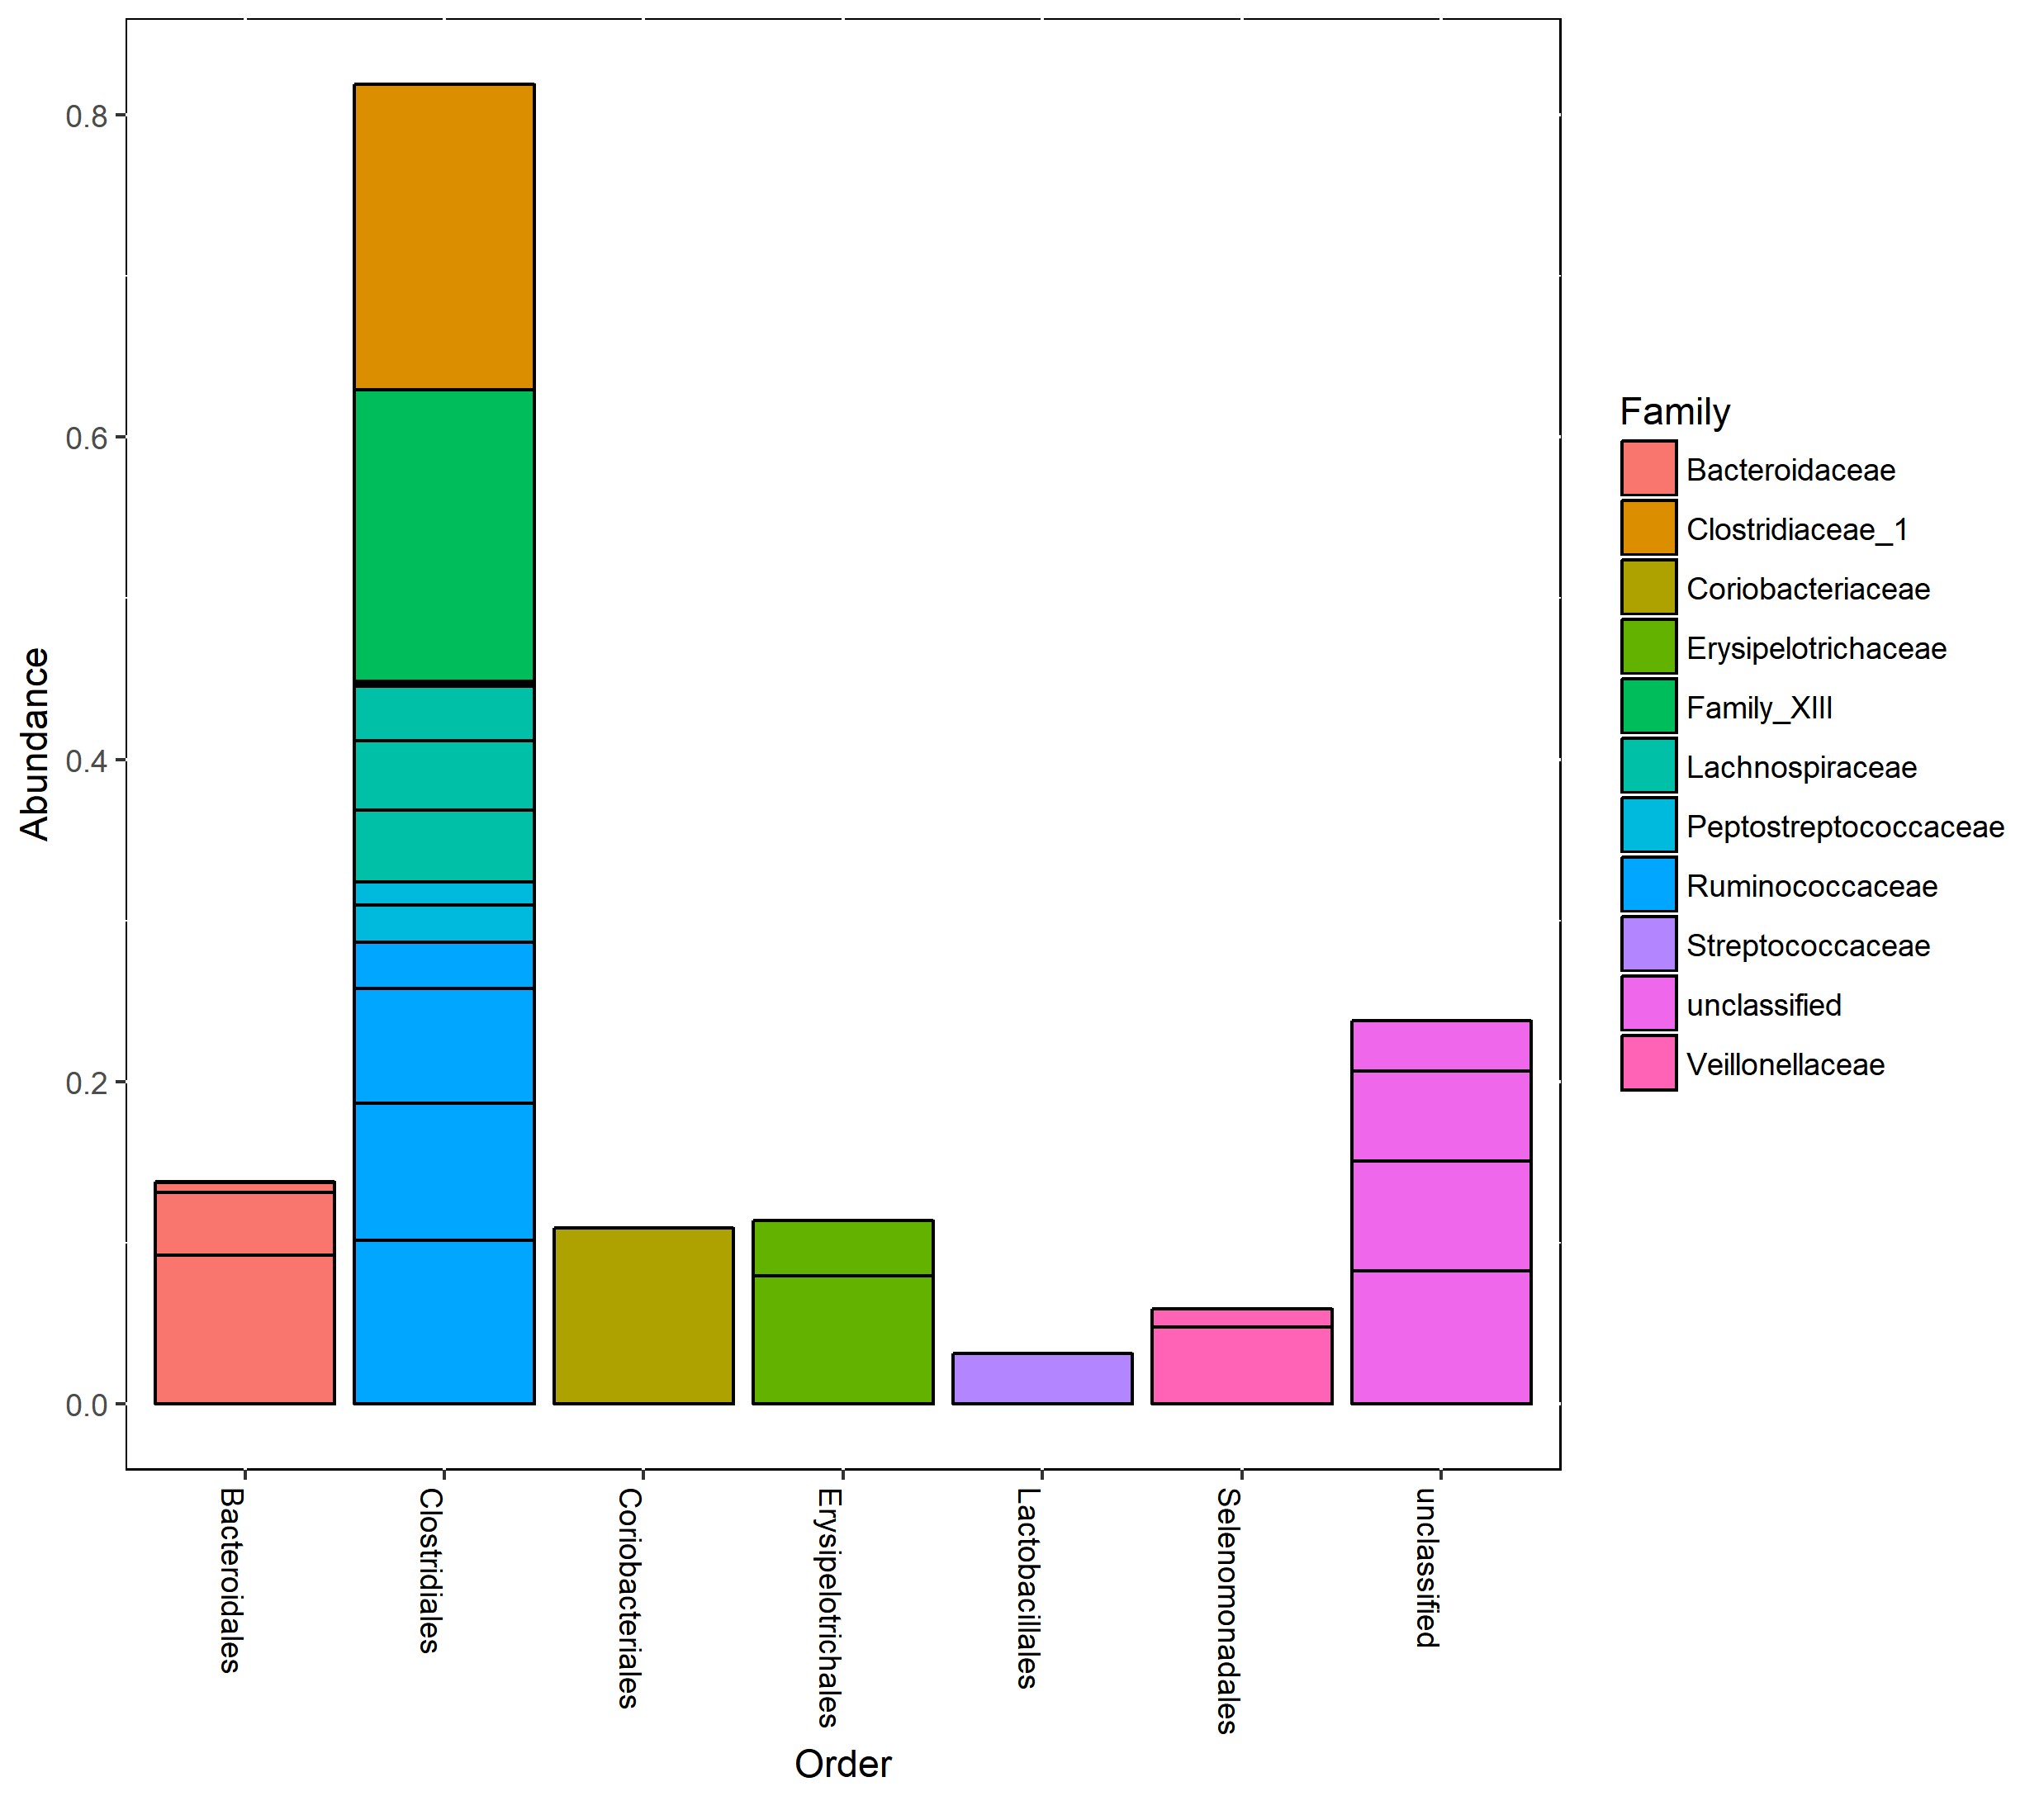 Abundance
0.8
0.6
0.4
0.2
0.0
Bacteroidales
Clostridiales
Coriobacteriales
Erysipelotrichales
Lactobacillales
Selenomonadales
unclassified
Order
Family
Bacteroidaceae
Clostridiaceae_1
Coriobacteriaceae
Erysipelotrichaceae
Family_XIII
Lachnospiraceae
Peptostreptococcaceae
Ruminococcaceae
Streptococcaceae
unclassified
Veillonellaceae